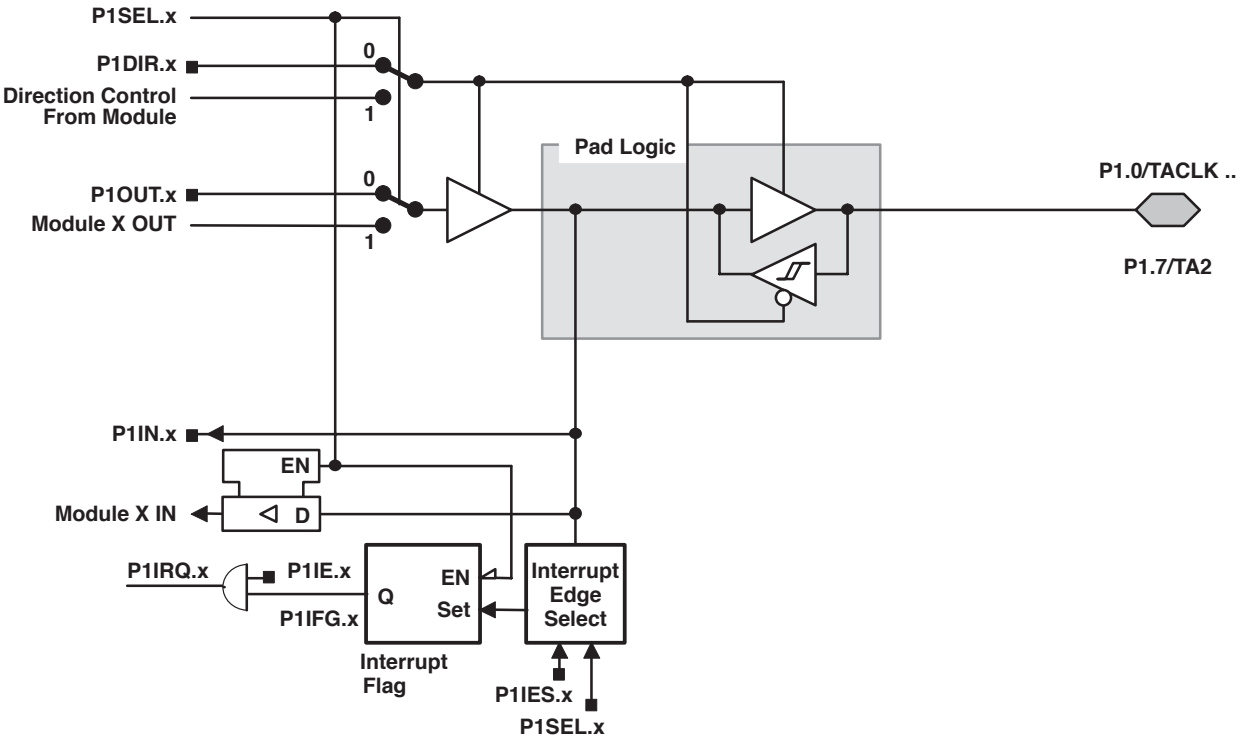 P1SEL.x
P1DIR.x
0
Direction Control
From Module
1
Pad Logic
P1OUT.x
0
Module X OUT
1
P1.0/TACLK ..
P1.7/TA2
P1IN.x
EN
Module X IN
D
P1IRQ.x
P1IE.x
P1IFG.x
Q
EN
Set
Interrupt
Edge
Select
Interrupt
Flag
P1IES.x
P1SEL.x